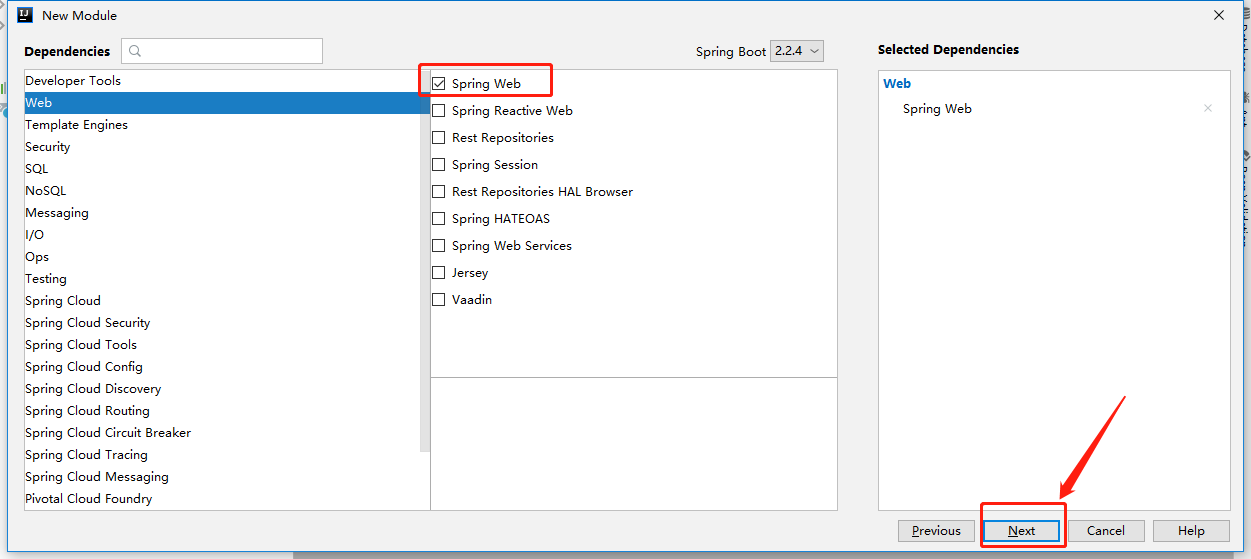 New Module
Dependencies
Spring Boot 2.2.4
Selected Dependencies
Developer Tools
Web
Template Engines
Security
SQL
NoSQL
Messaging
I/O
Ops
Testing
Spring Cloud
Spring Cloud Security
Spring Cloud Tools
Spring Cloud Config
Spring Cloud Discovery
Spring Cloud Routing
Spring Cloud Circuit Breaker
Spring Cloud Tracing
Spring Cloud Messaging
Pivotal Cloud Foundry
Spring Web
Spring Reactive Web
Rest Repositories
Spring Session
Rest Repositories HAL Browser
Spring HATEOAS
Spring Web Services
Jersey
Vaadin
Web
Spring Web
Previous
Next
Cancel
Help